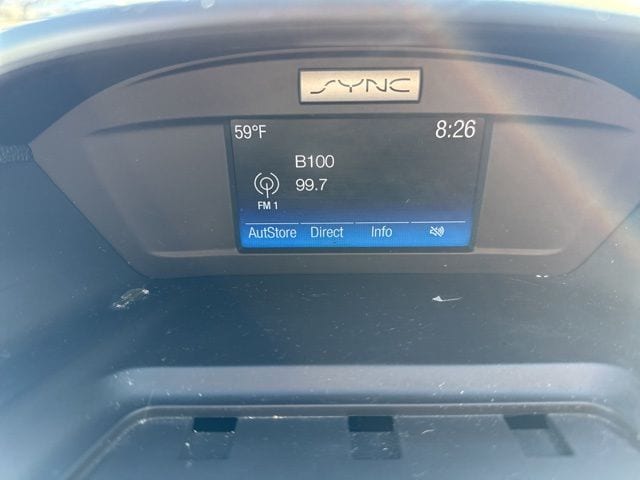 SYNC
59°F 8:26
B100
99.7
FM 1
AutStore Direct Info